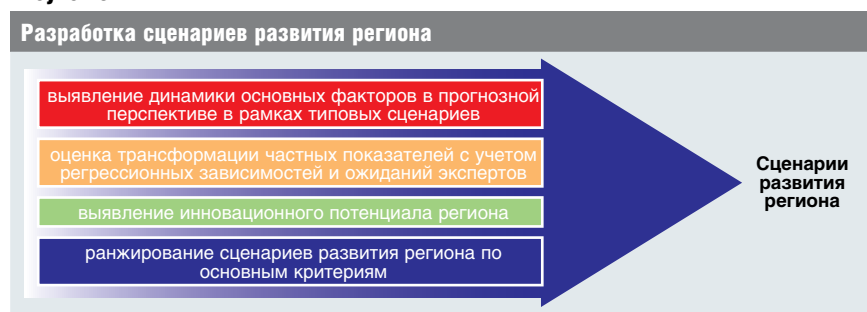 Разработка сценариев развития региона
выявление динамики основных факторов в прогнозной
перспективе в рамках типовых сценариев
оценка трансформации частных показателей с учетом
регрессионных зависимостей и ожиданий экспертов
выявление инновационного потенциала региона
ранжирование сценариев развития региона по
основным критериям
Сценарии
развития
региона